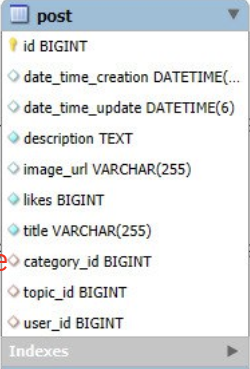 post
id BIGINT
date_time_creation DATETIME(...
date_time_update DATETIME(6)
description TEXT
image_url VARCHAR(255)
likes BIGINT
title VARCHAR(255)
e
category_id BIGINT
topic_id BIGINT
user_id BIGINT
Indexes